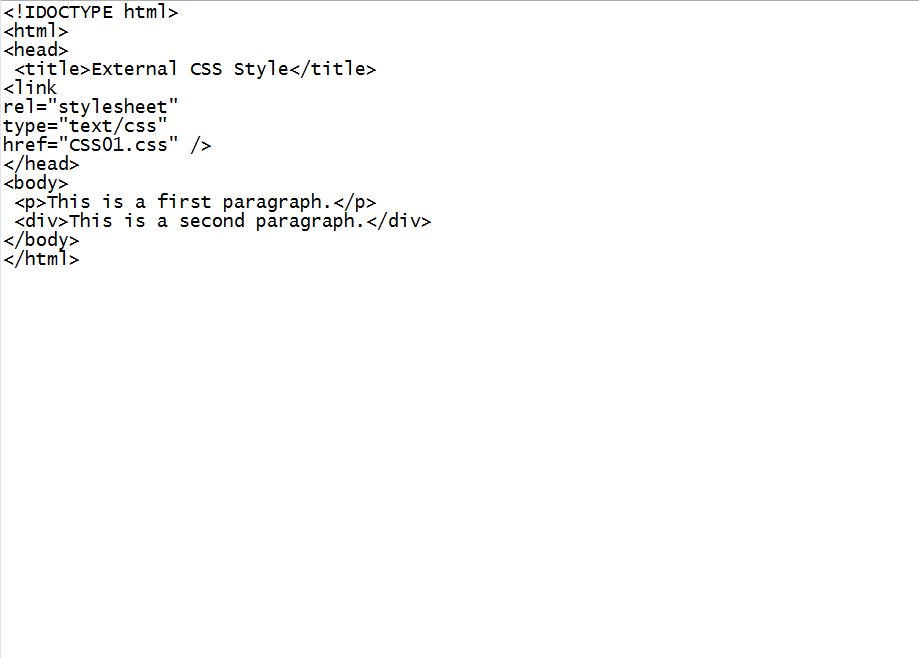 <!IDOCTYPE html>
<html>
<head>
 <title>External CSS Style</title>
<link
rel="stylesheet"
type="text/css"
href="CSS01.css" />
</head>
<body>
 <p>This is a first paragraph.</p>
 <div>This is a second paragraph.</div>
</body>
</html>